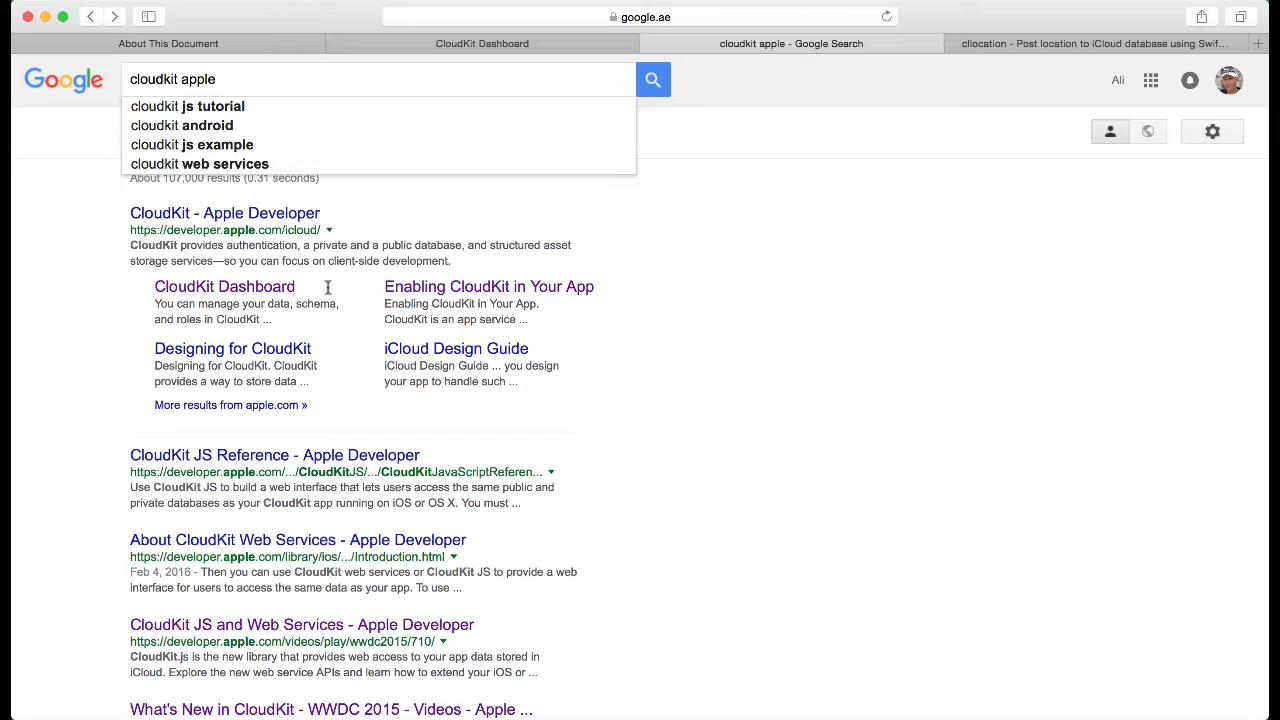 google.ae
About This Document
CloudKit Dashboard
cloudkit apple - Google Search
cllocation - Post location to iCloud database using Swif...
Google
cloudkit apple
Ali
cloudkit js tutorial
cloudkit android
cloudkit js example
cloudkit web services
About 107,000 results (0.31 seconds)
CloudKit - Apple Developer
https://developer.apple.com/icloud/
CloudKit provides authentication, a private and a public database, and structured asset
storage services—so you can focus on client-side development.
CloudKit Dashboard
You can manage your data, schema,
and roles in CloudKit ...
Enabling CloudKit in Your App
Enabling CloudKit in Your App.
CloudKit is an app service ...
Designing for CloudKit
Designing for CloudKit. CloudKit
provides a way to store data ...
iCloud Design Guide
iCloud Design Guide ... you design
your app to handle such ...
More results from apple.com »
CloudKit JS Reference - Apple Developer
https://developer.apple.com/.../CloudKitJS/.../CloudKitJavaScriptReferen...
Use CloudKit JS to build a web interface that lets users access the same public and
private databases as your CloudKit app running on iOS or OS X. You must ...
About CloudKit Web Services - Apple Developer
https://developer.apple.com/library/ios/.../Introduction.html
Feb 4, 2016 - Then you can use CloudKit web services or CloudKit JS to provide a web
interface for users to access the same data as your app. To use ...
CloudKit JS and Web Services - Apple Developer
https://developer.apple.com/videos/play/wwdc2015/710/
CloudKit.js is the new library that provides web access to your app data stored in
iCloud. Explore the new web service APIs and learn how to extend your iOS or ...
What's New in CloudKit - WWDC 2015 - Videos - Apple ...